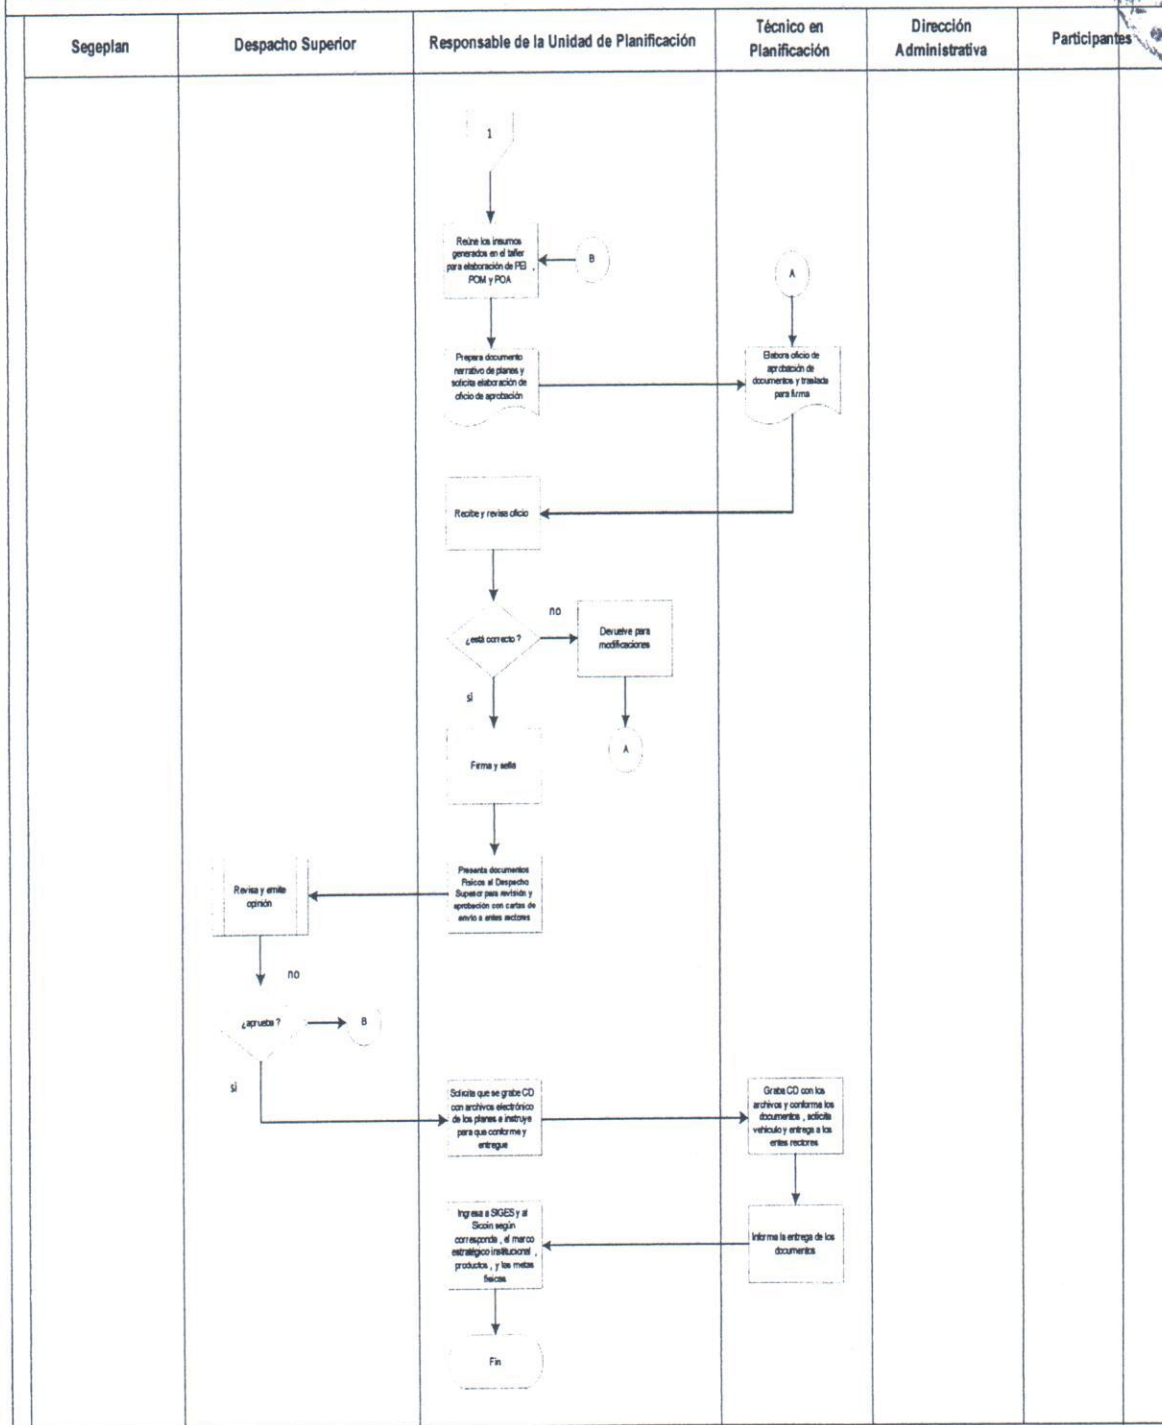 Segeplan
Despacho Superior
Responsable de la Unidad de Planificación
Técnico en
Planificación
Dirección
Administrativa
Participantes
1
Reúne los insumos
generados en el taller
para elaboración de PEI ,
POM y POA
B
A
Prepara documento
narrativo de planes y
solicita elaboración de
oficio de aprobación
Elabora oficio de
aprobación de
documentos y traslada
para firma
Recibe y revisa oficio
¿está correcto ?
no
Devuelve para
modificaciones
si
A
Firma y sella
Presenta documentos
Físicos al Despacho
Superior para revisión y
aprobación con cartas de
envío a entes rectores
Revisa y emite
opinión
no
¿aprueba ?
B
si
Solicita que se grabe CD
con archivos electrónico
de los planes e instruye
para que conforme y
entregue
Graba CD con los
archivos y conforma los
documentos , solicita
vehículo y entrega a los
entes rectores
Ingresa a SIGES y al
Sicoin según
corresponda , el marco
estratégico institucional ,
productos , y las metas
físicas
Informa la entrega de los
documentos
Fin